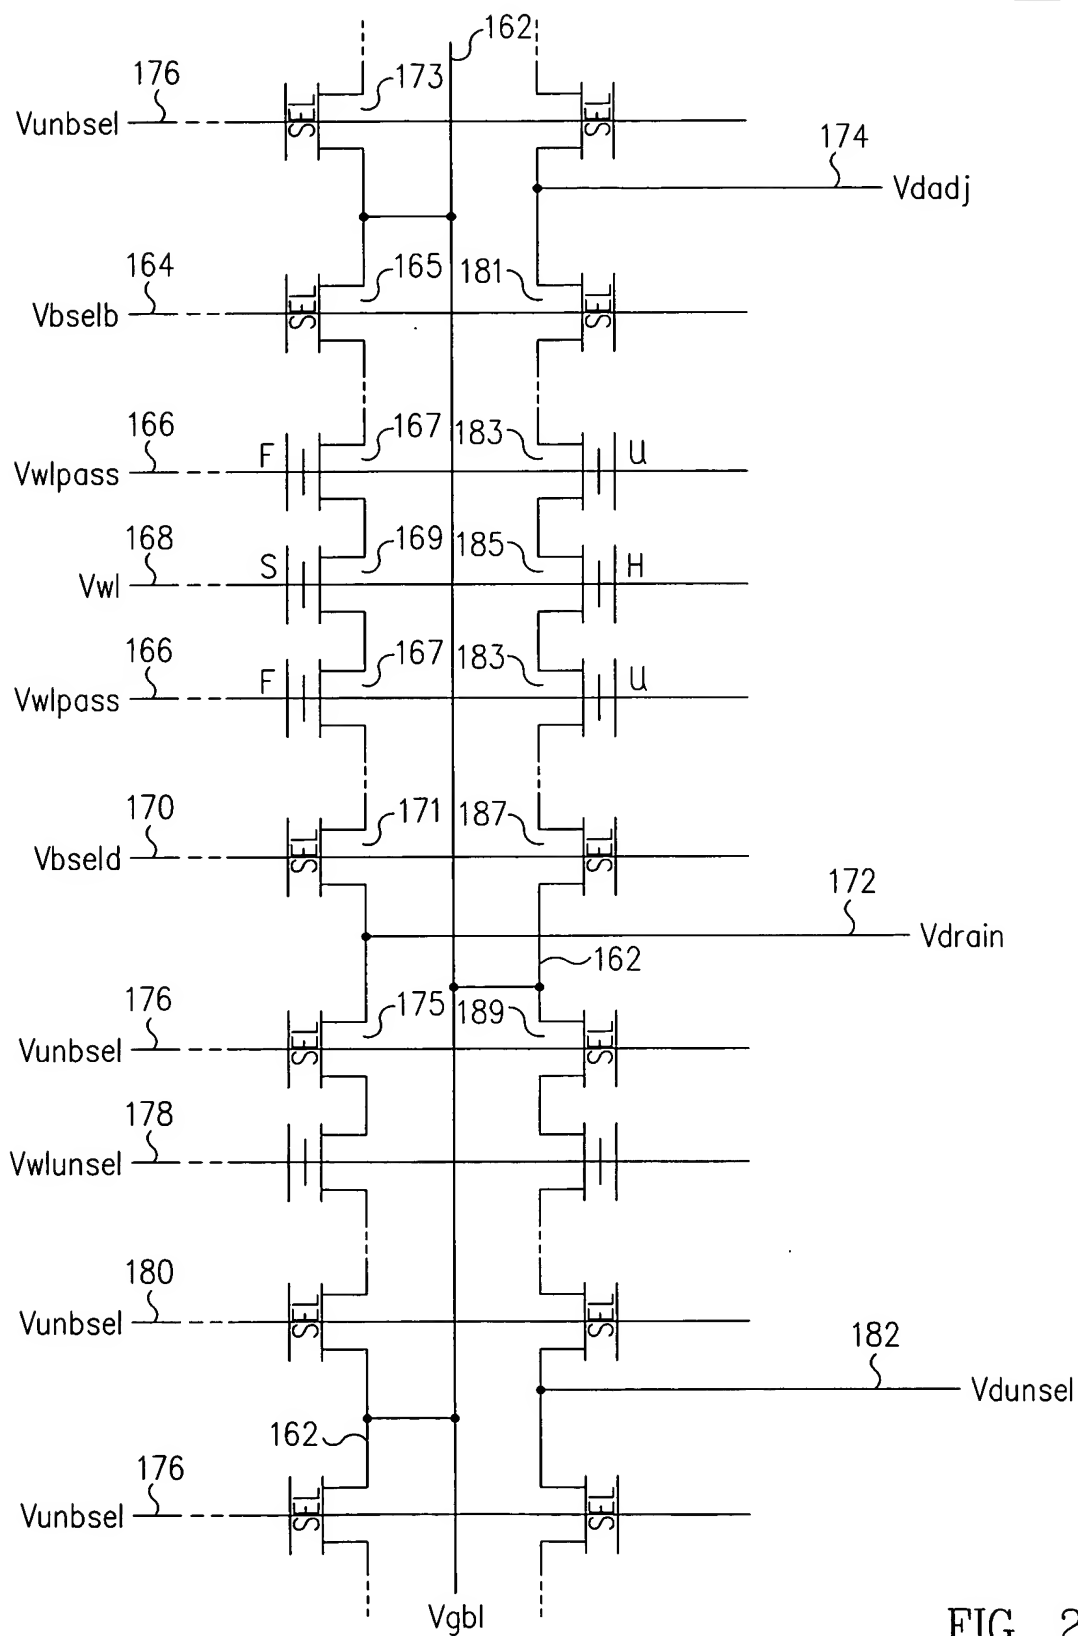 162
176
173
Vunbsel
SEL
SEL
174
Vdadj
164
165
181
Vbselb
SEL
SEL
166
167
183
Vwlpass
F
U
168
169
185
Vwl
S
H
166
167
183
Vwlpass
F
U
170
171
187
Vbseld
SEL
SEL
172
Vdrain
162
176
175
189
Vunbsel
SEL
SEL
178
Vwlunsel
180
Vunbsel
SEL
SEL
182
Vdunsel
162
176
Vunbsel
SEL
SEL
Vgbl
FIG. 2